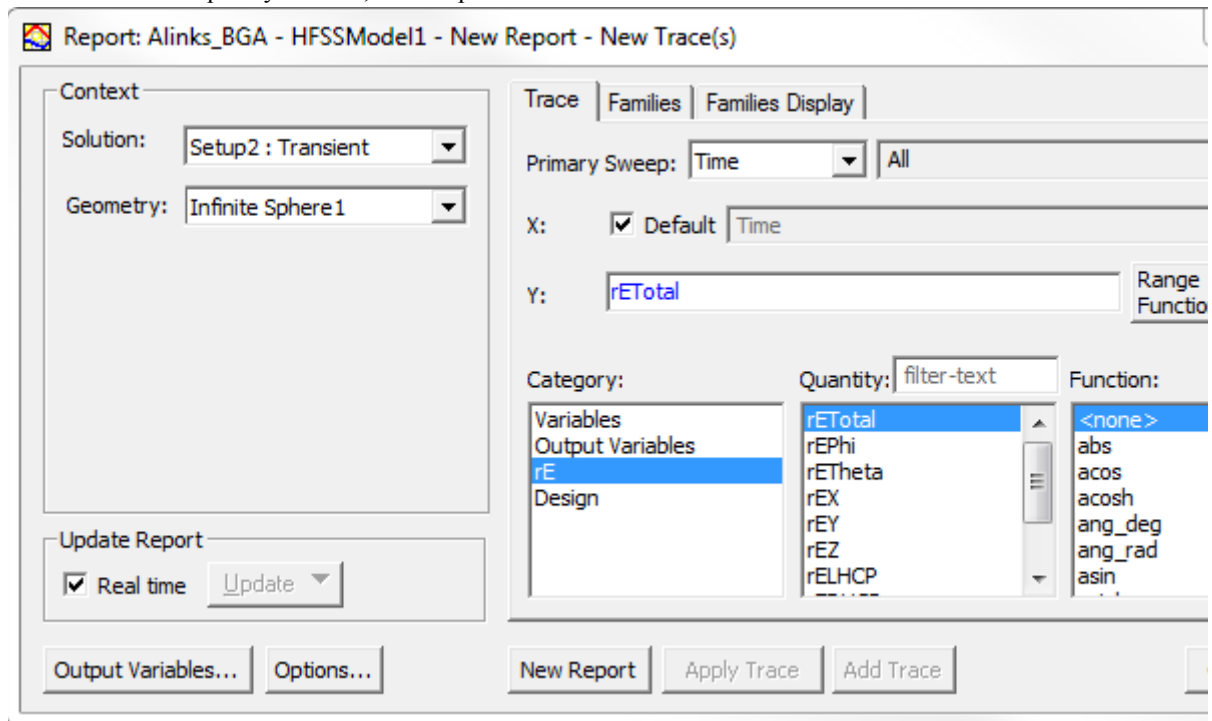 Report: Alinks_BGA - HFSSModel1 - New Report - New Trace(s)
Context
Solution: Setup2 : Transient
Geometry: Infinite Sphere1
Update Report
Real time Update
Output Variables... Options...
Trace Families Families Display
Primary Sweep: Time All
X: Default Time
Y: rETotal Range
Functio
Category: Quantity: filter-text Function:
Variables
Output Variables
rE
Design
rETotal
rEPhi
rETheta
rEX
rEY
rEZ
rELHCP
<none>
abs
acos
acosh
ang_deg
ang_rad
asin
New Report Apply Trace Add Trace